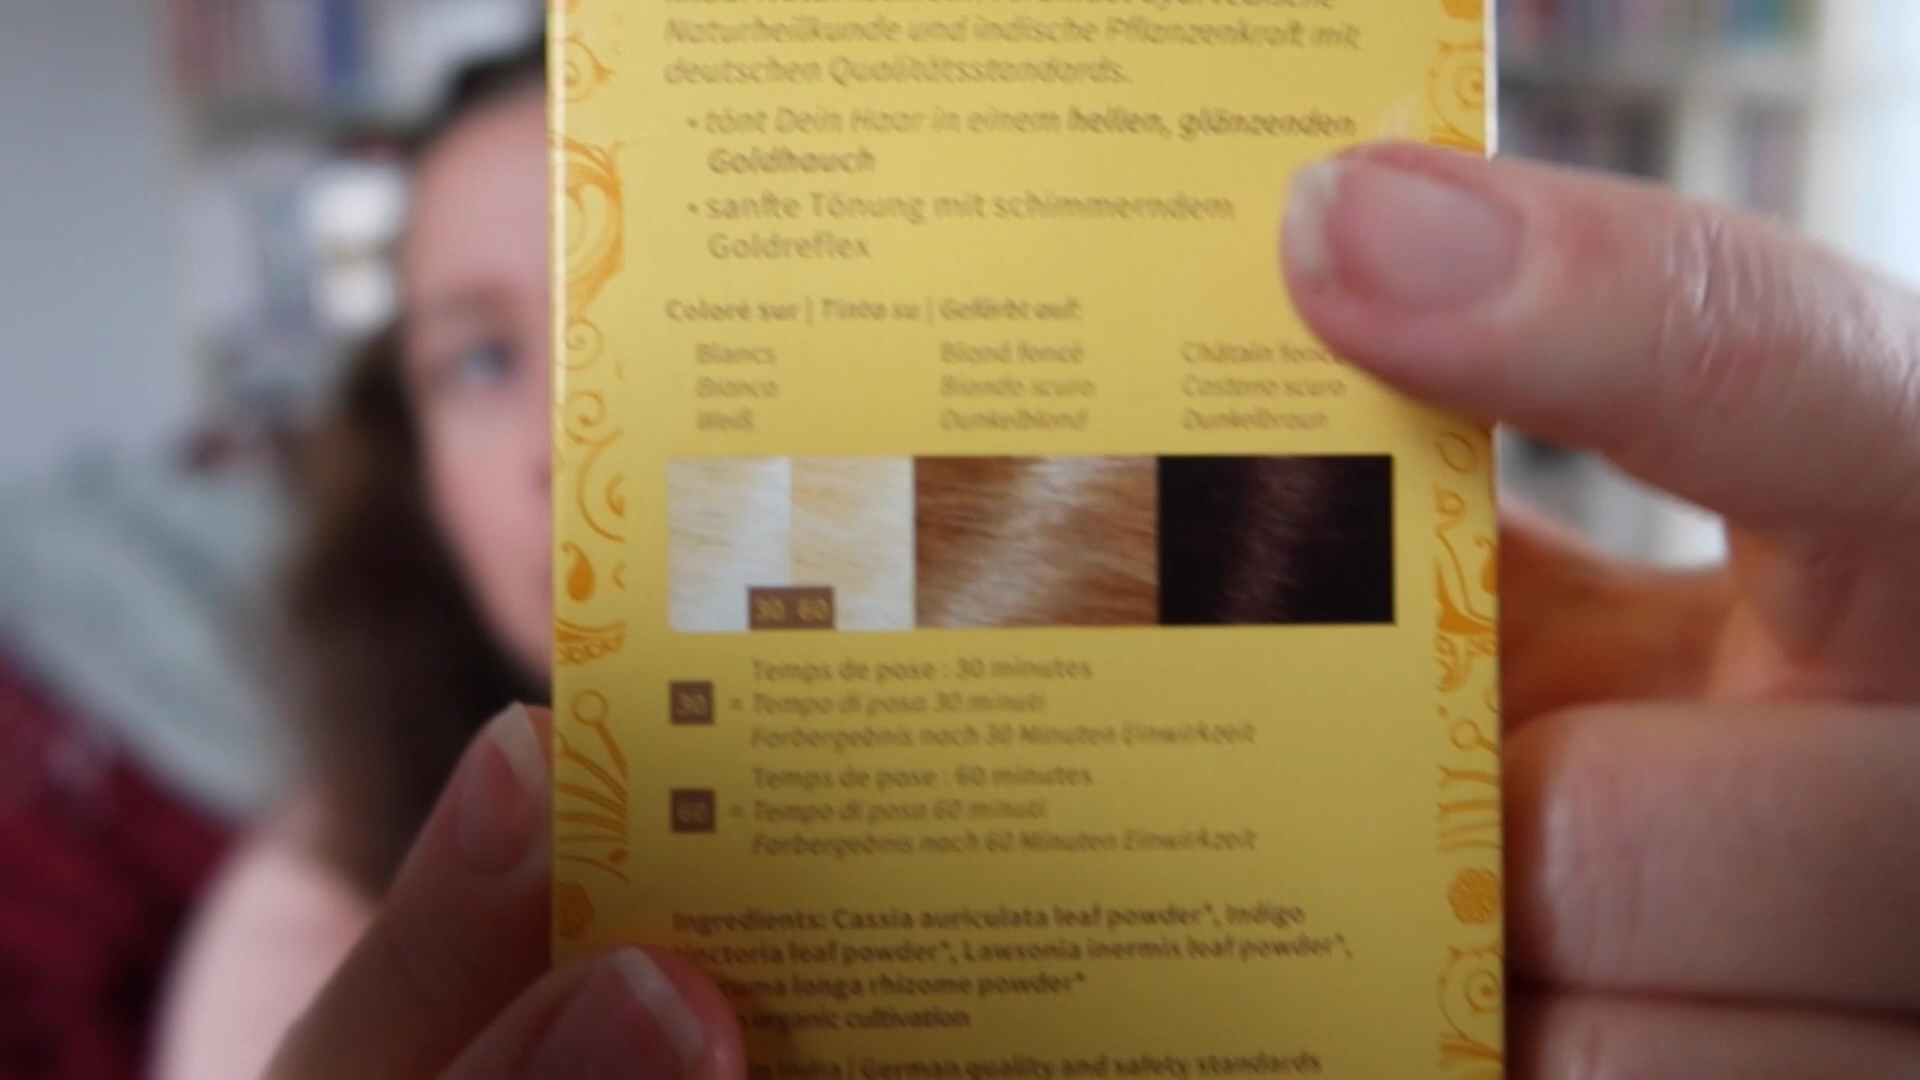 Naturheilkunde und indische Pflanzenkraft mit
deutschen Qualitätsstandards.
• tönt Dein Haar in einem hellen, glänzenden
Goldhauch
• sanfte Tönung mit schimmerndem
Goldreflex
Coloré sur | Tinta su | Gefärbt auf:
Blancs Blond foncé Châtain foncé
Bianco Biondo scuro Castano scuro
Weiß Dunkelblond Dunkelbraun
30 60
Temps de pose : 30 minutes
30 = Tempo di posa 30 minuti
Farbergebnis nach 30 Minuten Einwirkzeit
Temps de pose : 60 minutes
60 = Tempo di posa 60 minuti
Farbergebnis nach 60 Minuten Einwirkzeit
Ingredients: Cassia auriculata leaf powder*, Indigo
leaf powder*, Lawsonia inermis leaf powder*,
longa rhizome powder*
organic cultivation
India | German quality and safety standards